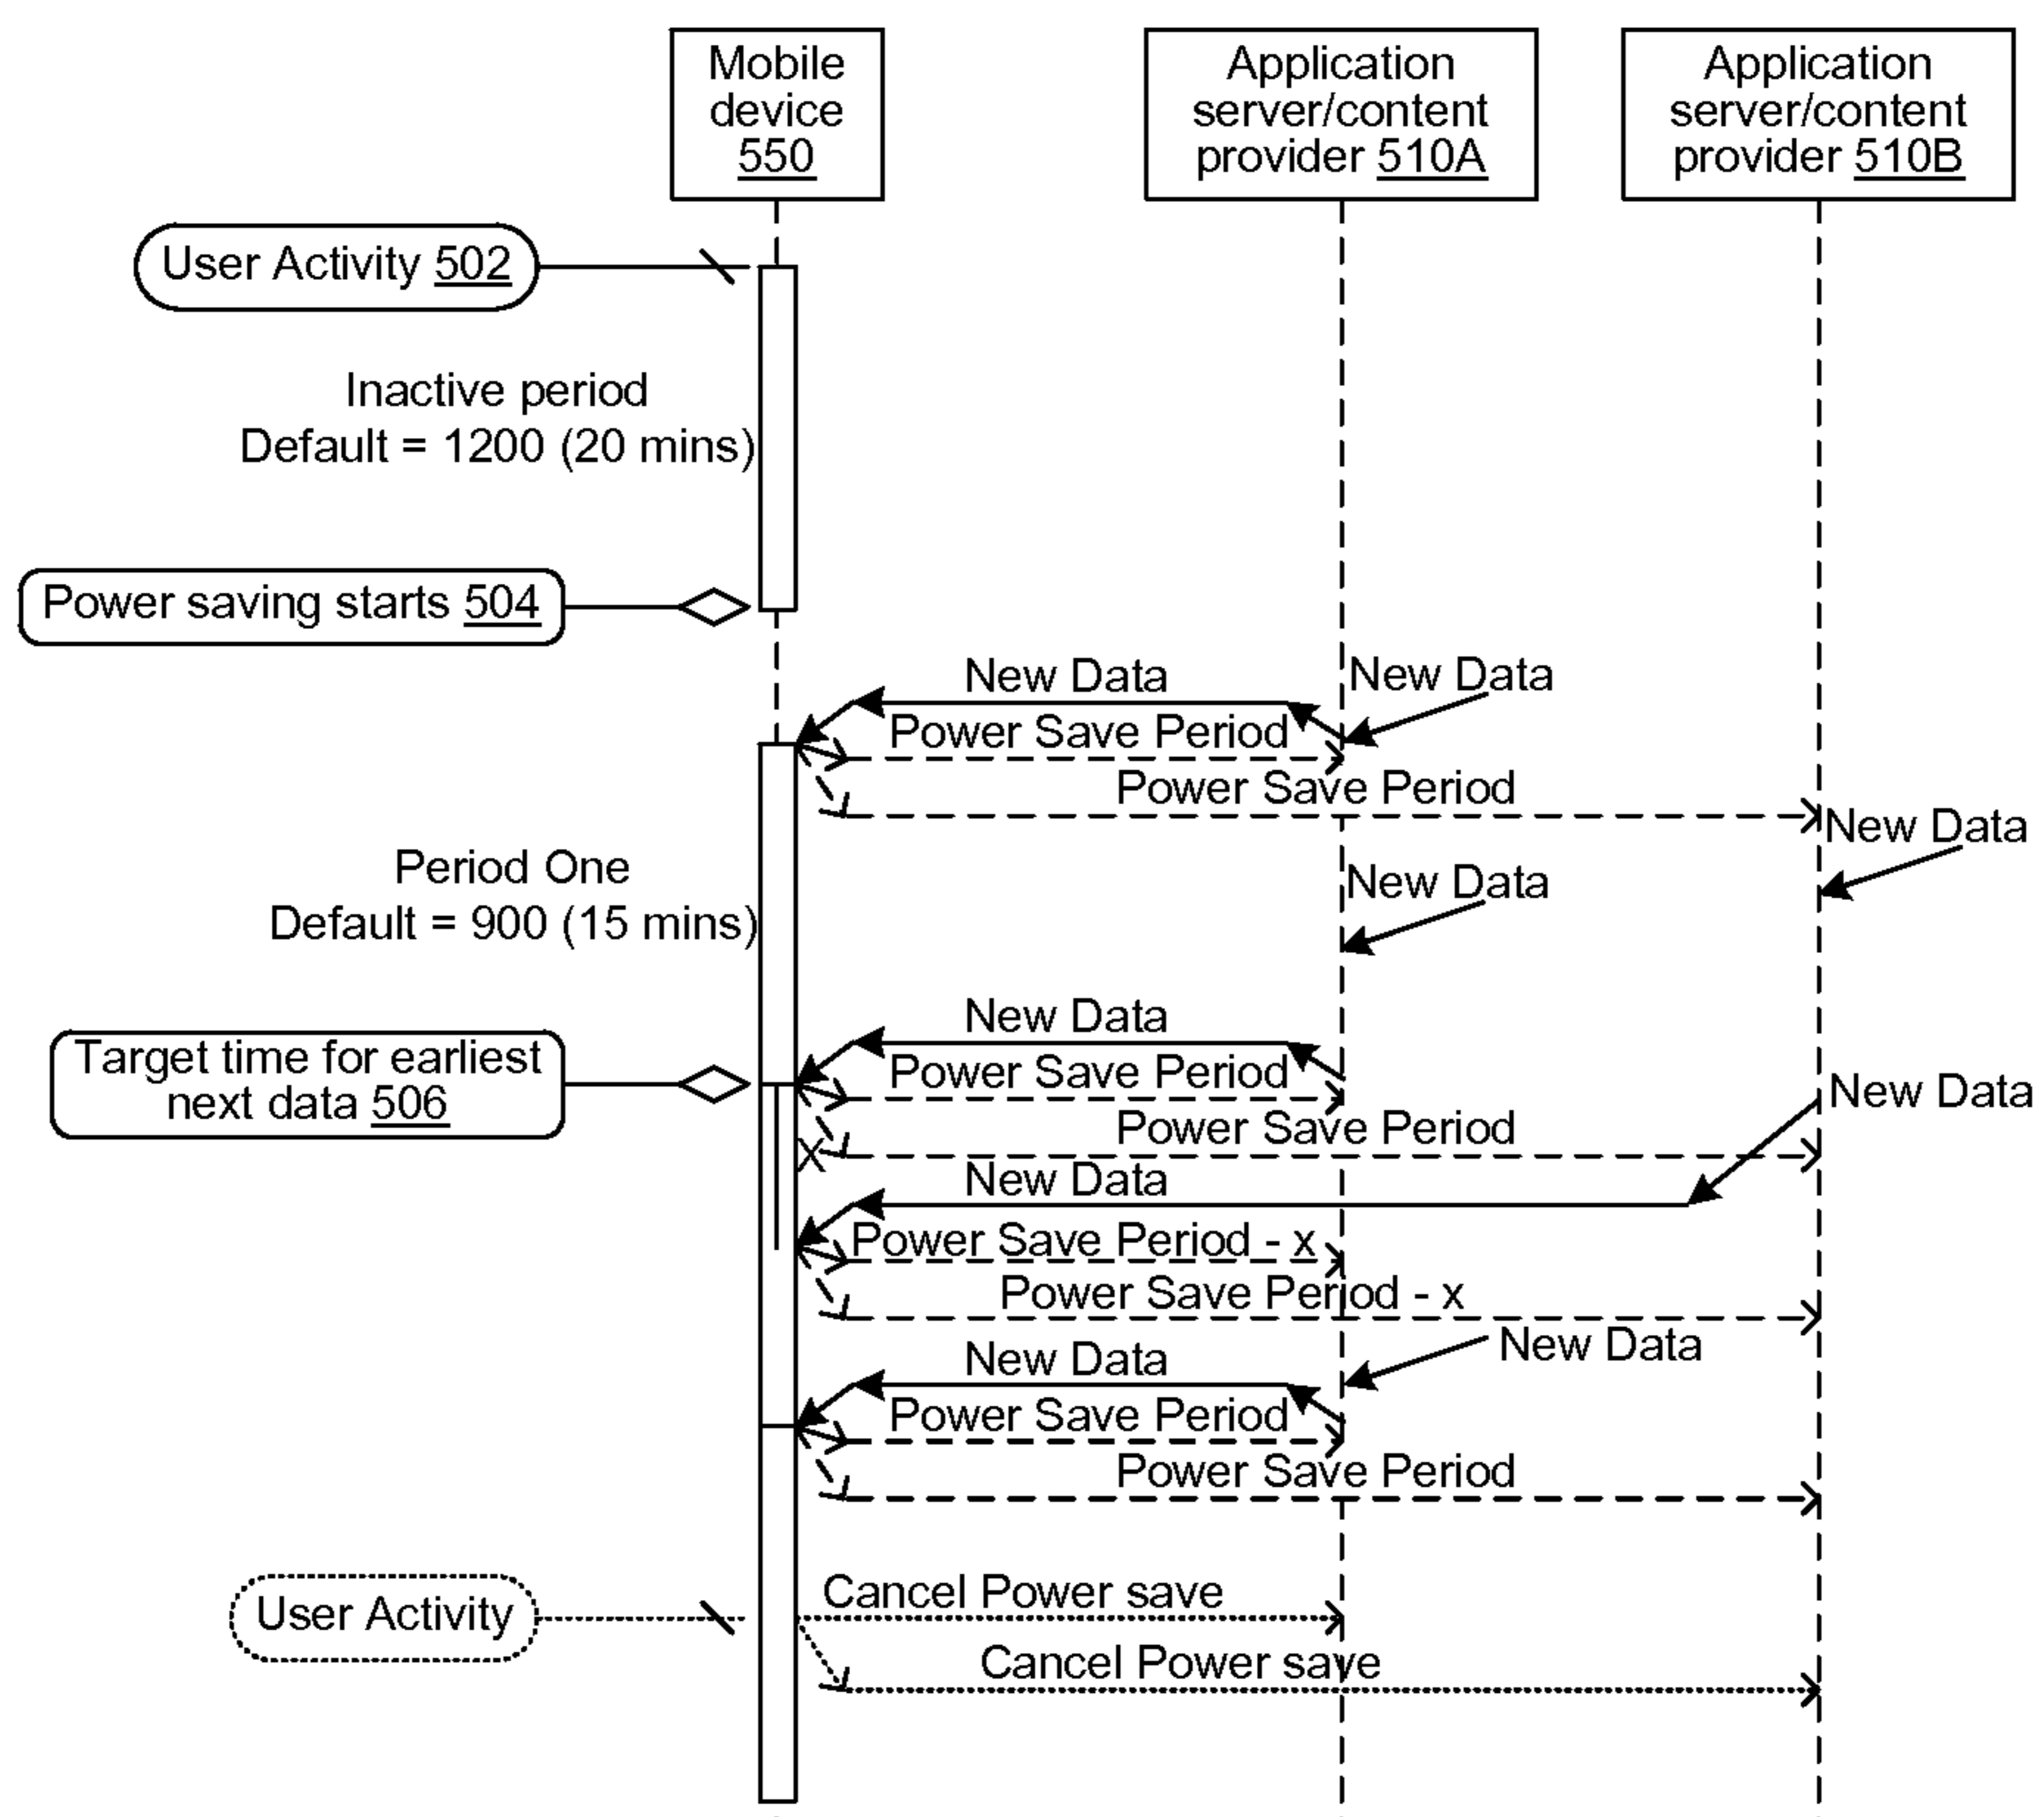 Mobile
device
550
Application
server/content
provider 510A
Application
server/content
provider 510B
User Activity 502
Inactive period
Default = 1200 (20 mins)
Power saving starts 504
New Data
New Data
Power Save Period
Power Save Period
New Data
Period One
Default = 900 (15 mins)
New Data
New Data
Target time for earliest
next data 506
Power Save Period
New Data
Power Save Period
X
New Data
Power Save Period - x
Power Save Period - x
New Data
New Data
Power Save Period
Power Save Period
User Activity
Cancel Power save
Cancel Power save